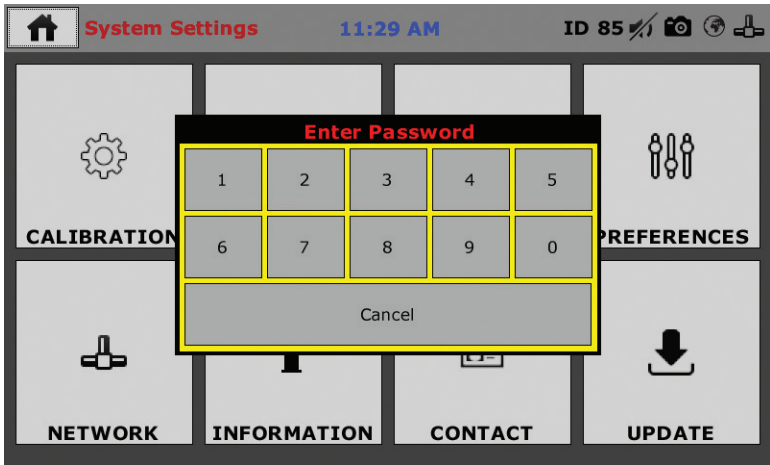 System Settings 11:29 AM ID 85
Enter Password
1 2 3 4 5
CALIBRATION PREFERENCES
6 7 8 9 0
Cancel
NETWORK INFORMATION CONTACT UPDATE